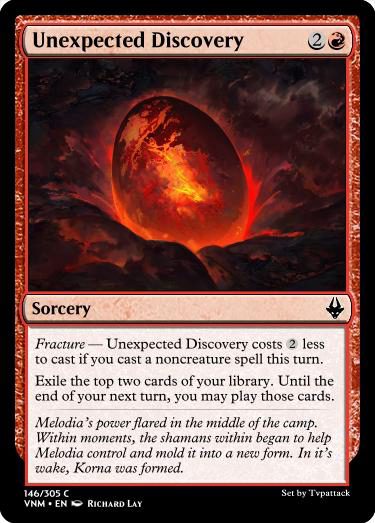 Unexpected Discovery 2
Sorcery
Fracture — Unexpected Discovery costs 2 less
to cast if you cast a noncreature spell this turn.
Exile the top two cards of your library. Until the
end of your next turn, you may play those cards.
Melodia's power flared in the middle of the camp.
Within moments, the shamans within began to help
Melodia control and mold it into a new form. In it's
wake, Korna was formed.
146/305 C
VNM • EN Richard Lay
Set by Tvpattack